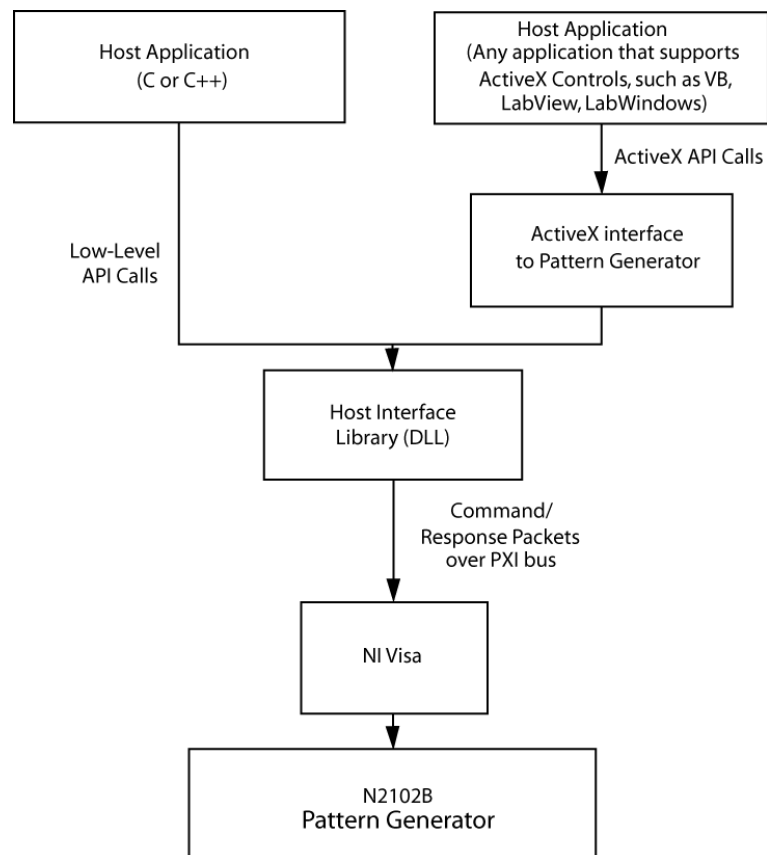 Host Application
(C or C++)
Host Application
(Any application that supports
ActiveX Controls, such as VB,
LabView, LabWindows)
ActiveX API Calls
ActiveX interface
to Pattern Generator
Low-Level
API Calls
Host Interface
Library (DLL)
Command/
Response Packets
over PXI bus
NI Visa
N2102B
Pattern Generator